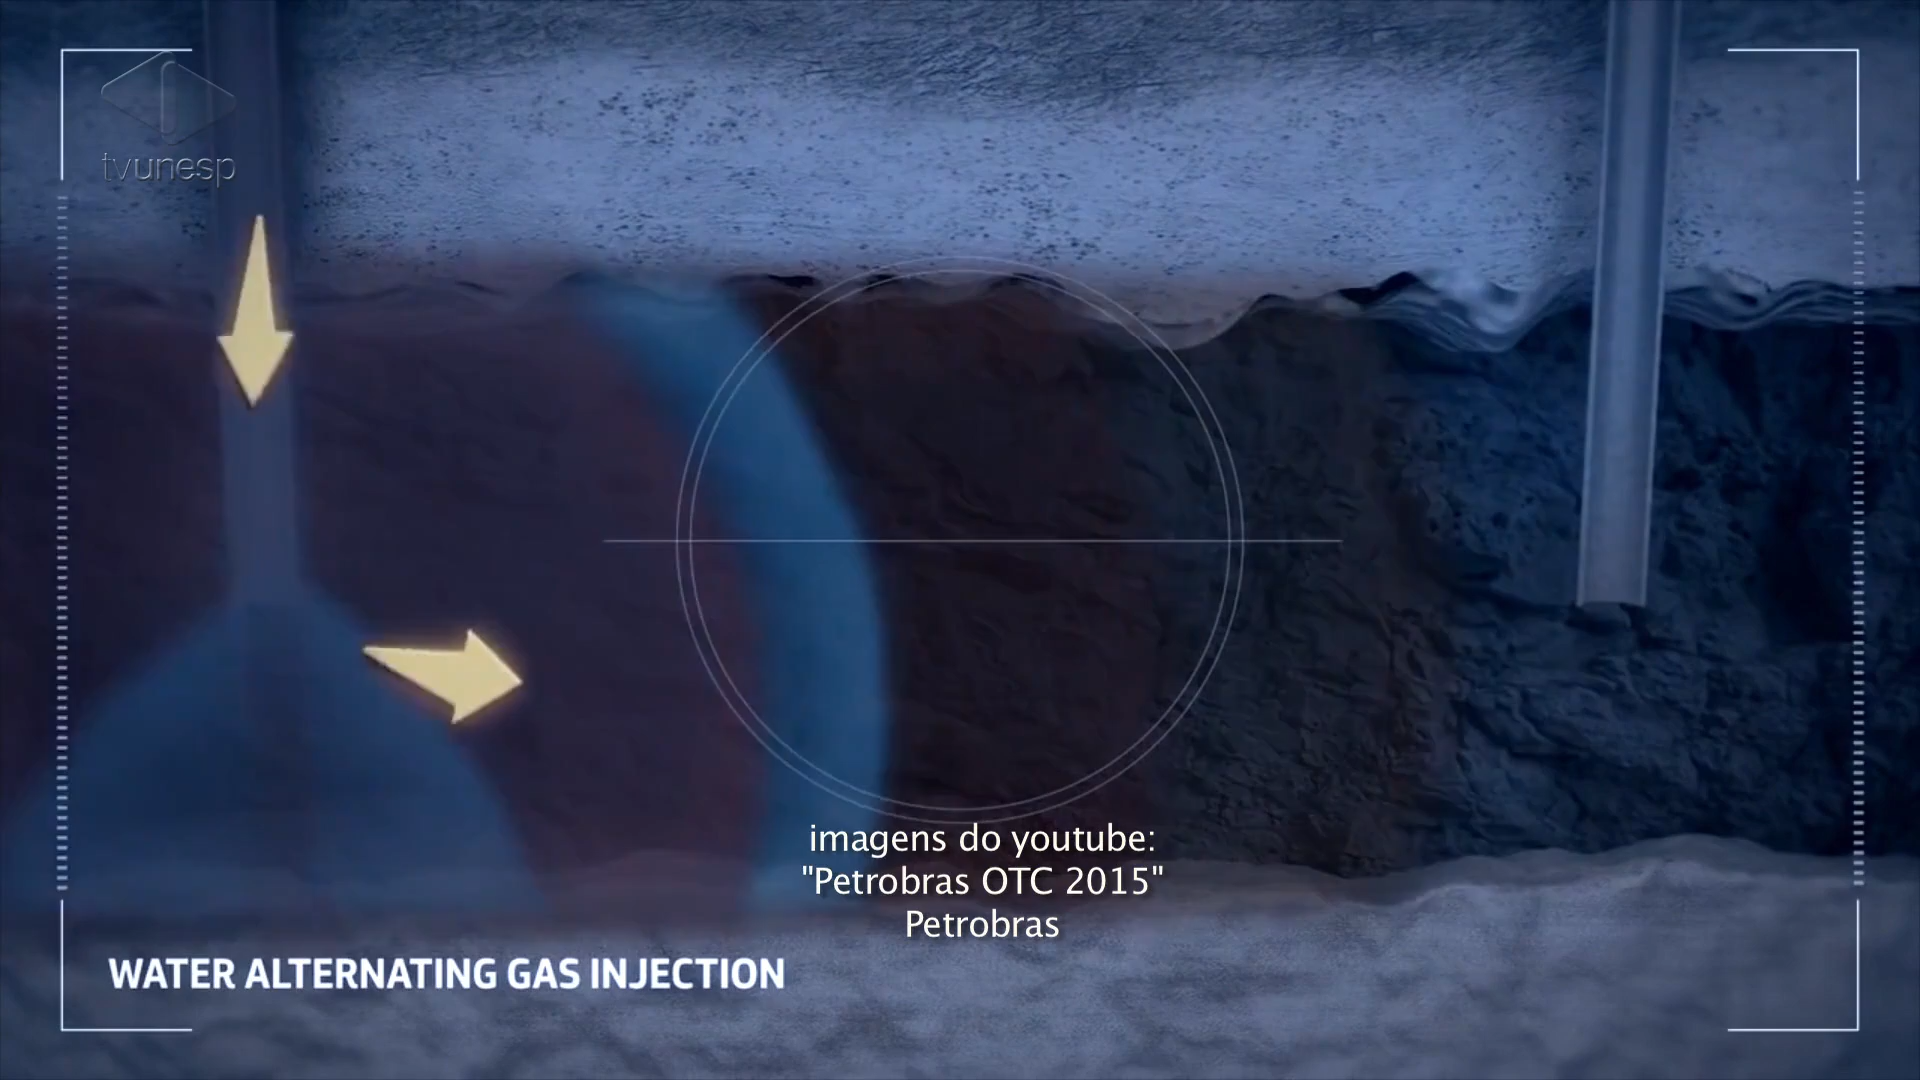 tvunesp
imagens do youtube:
"Petrobras OTC 2015"
Petrobras
WATER ALTERNATING GAS INJECTION